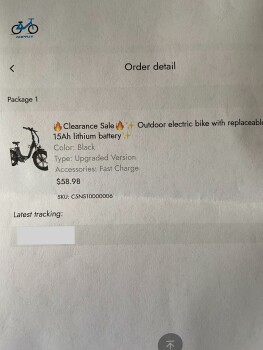 Order detail
Package 1
🔥Clearance Sale🔥✨ Outdoor electric bike with replaceable
15Ah lithium battery✨
Color: Black
Type: Upgraded Version
Accessories: Fast Charge
$58.98
SKU: CSNS10000006
Latest tracking: